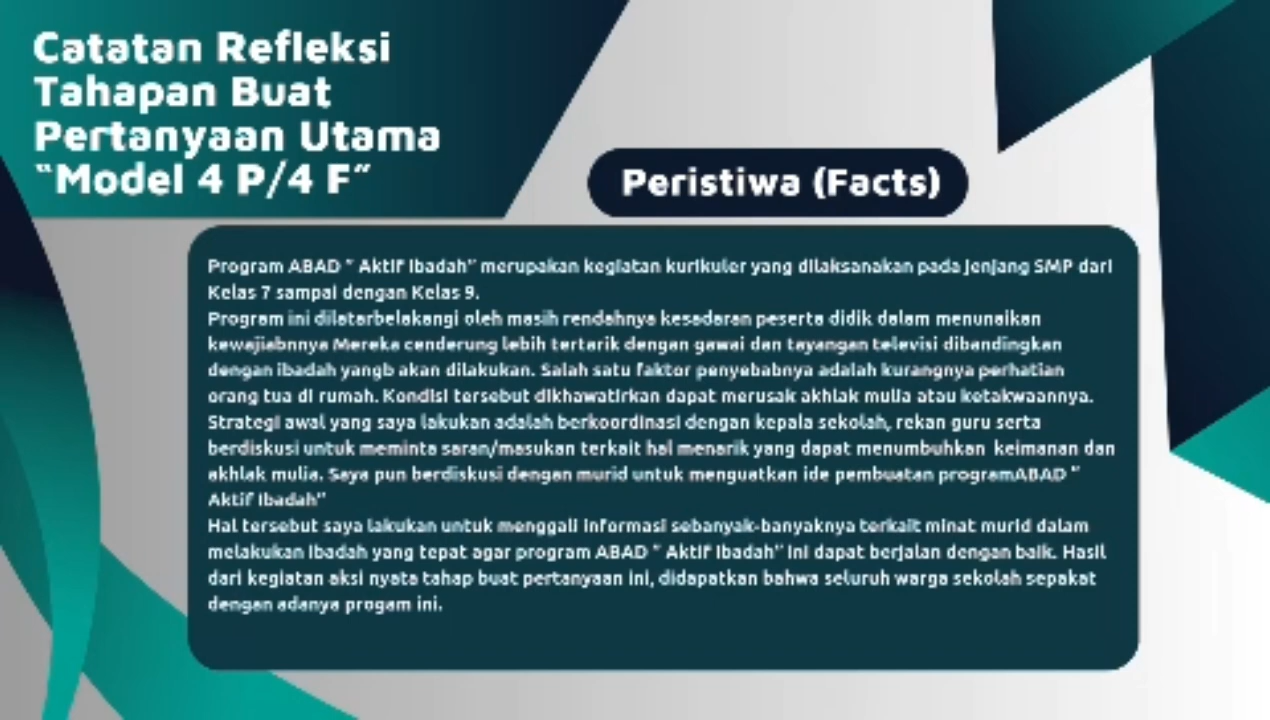 Catatan Refleksi
Tahapan Buat
Pertanyaan Utama
"Model 4 P/4 F"
Peristiwa (Facts)
Program ABAD " Aktif Ibadah" merupakan kegiatan kurikuler yang dilaksanakan pada jenjang SMP dari
Kelas 7 sampai dengan Kelas 9.
Program ini dilatarbelakangi oleh masih rendahnya kesadaran peserta didik dalam menunaikan
kewajiabnnya Mereka cenderung lebih tertarik dengan gawai dan tayangan televisi dibandingkan
dengan ibadah yangb akan dilakukan. Salah satu faktor penyebabnya adalah kurangnya perhatian
orang tua di rumah. Kondisi tersebut dikhawatirkan dapat merusak akhlak mulia atau ketakwaannya.
Strategi awal yang saya lakukan adalah berkoordinasi dengan kepala sekolah, rekan guru serta
berdiskusi untuk meminta saran/masukan terkait hal menarik yang dapat menumbuhkan keimanan dan
akhlak mulia. Saya pun berdiskusi dengan murid untuk menguatkan ide pembuatan programABAD "
Aktif Ibadah"
Hal tersebut saya lakukan untuk menggali informasi sebanyak-banyaknya terkait minat murid dalam
melakukan ibadah yang tepat agar program ABAD " Aktif Ibadah" ini dapat berjalan dengan baik. Hasil
dari kegiatan aksi nyata tahap buat pertanyaan ini, didapatkan bahwa seluruh warga sekolah sepakat
dengan adanya progam ini.